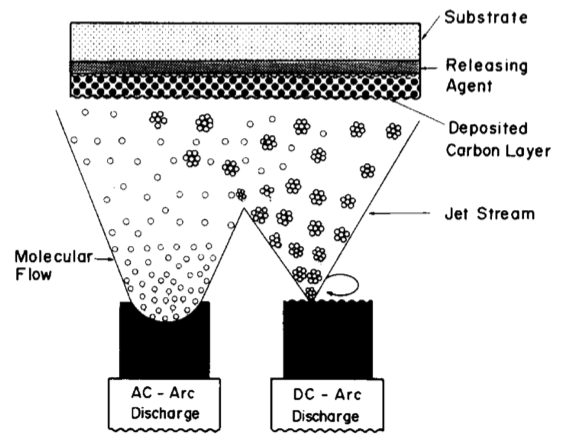 Substrate
Releasing
Agent
Deposited
Carbon Layer
Jet Stream
Molecular
Flow
AC - Arc
Discharge
DC - Arc
Discharge